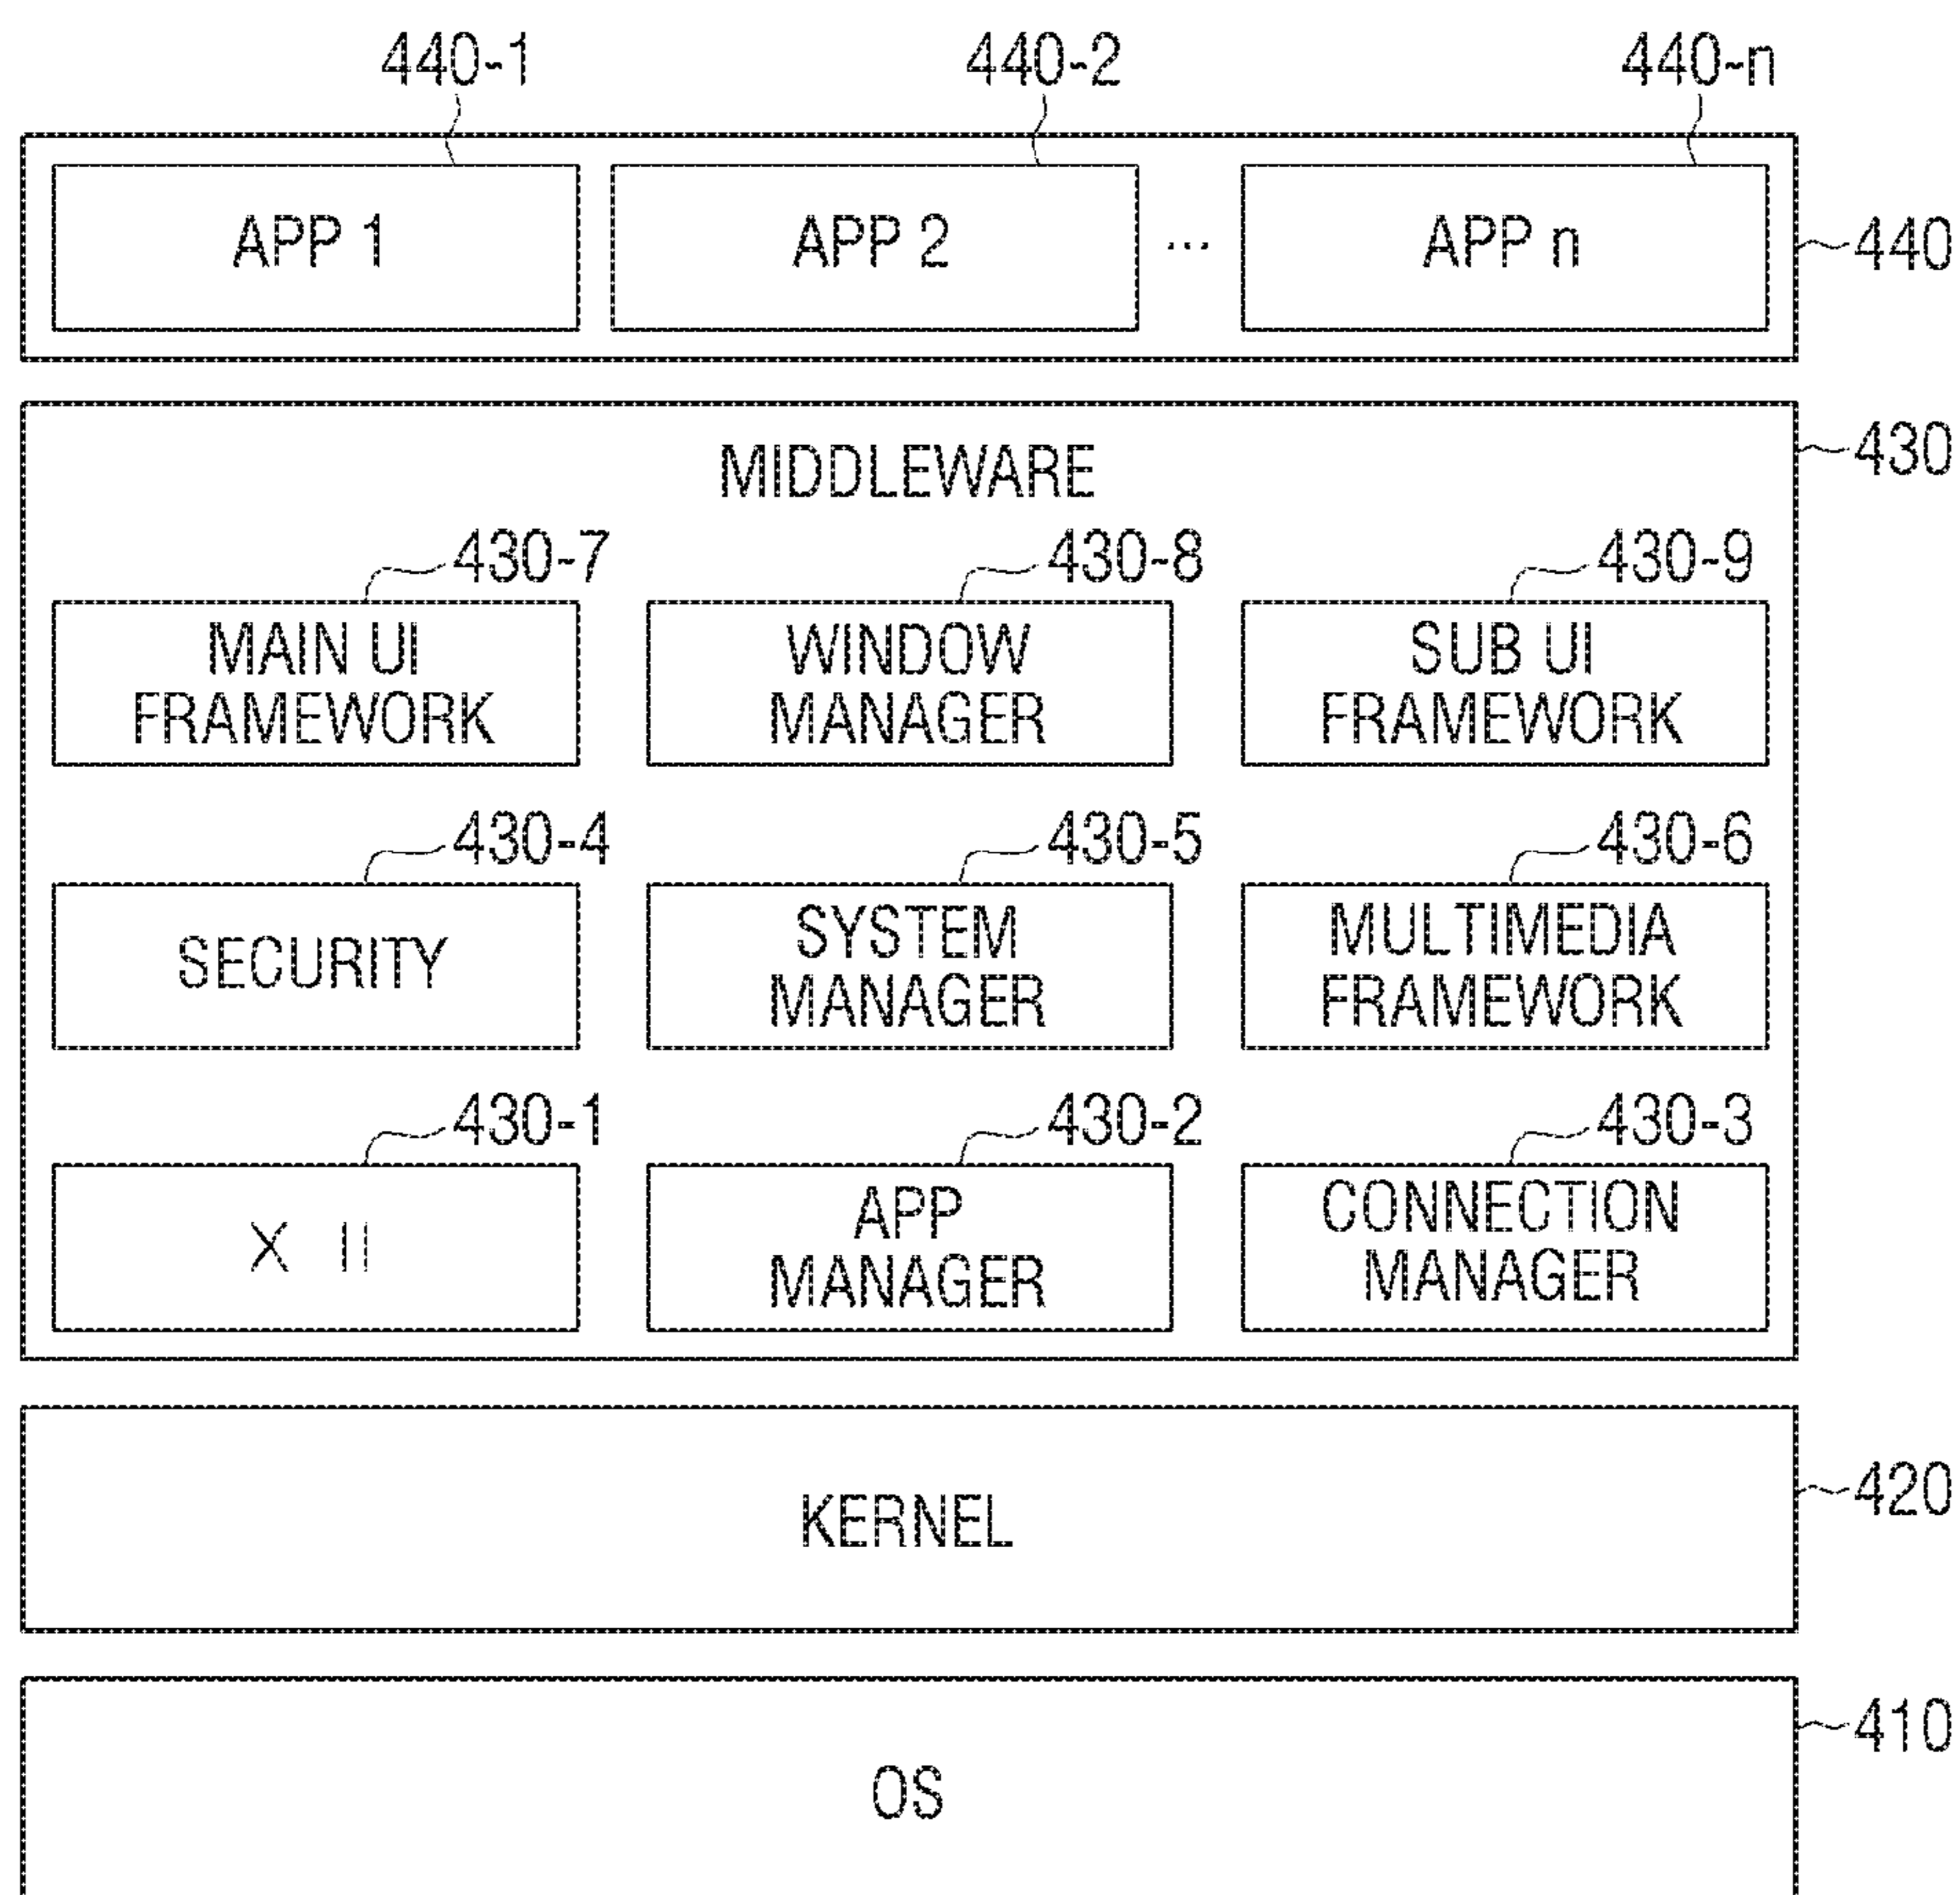 440-1 440-2 440-n
APP 1 APP 2 ... APP n 440
MIDDLEWARE 430
430-7 430-8 430-9
MAIN UI WINDOW SUB UI
FRAMEWORK MANAGER FRAMEWORK
430-4 430-5 430-6
SECURITY SYSTEM MANAGER MULTIMEDIA FRAMEWORK
430-1 430-2 430-3
X 11 APP MANAGER CONNECTION MANAGER
KERNEL 420
OS 410